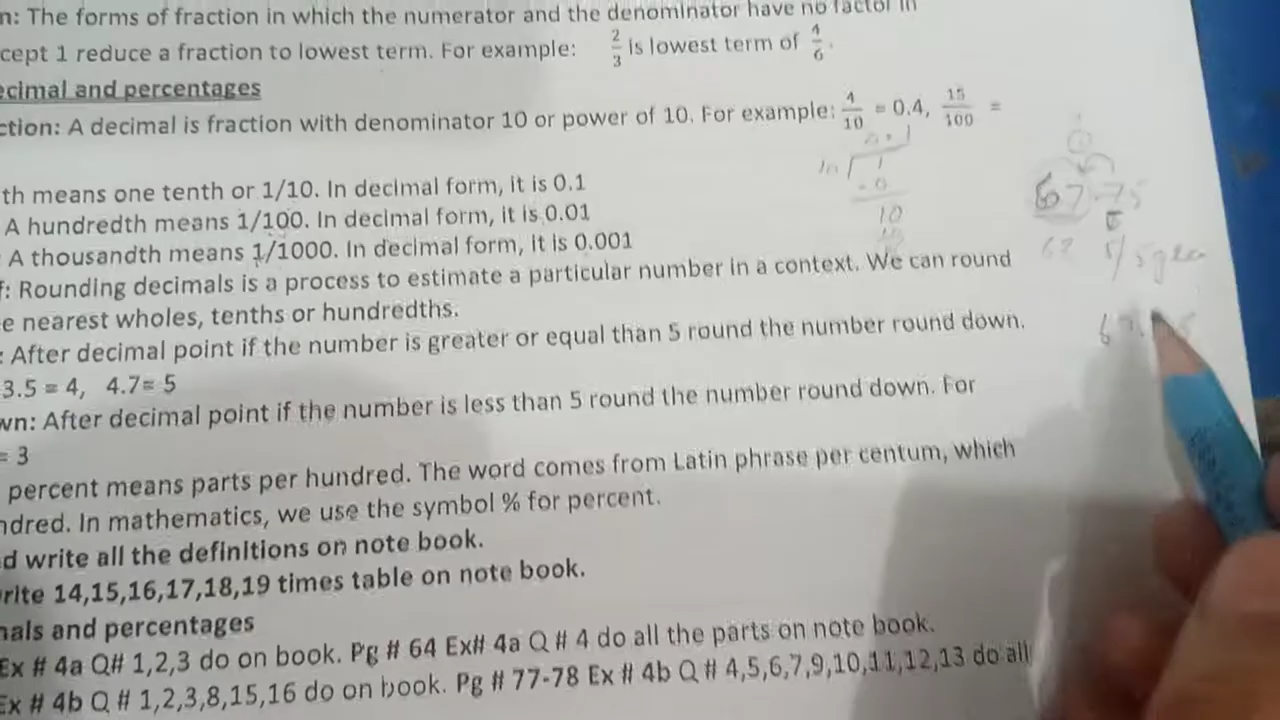 n: The forms of fraction in which the numerator and the denominator have no factor in
cept 1 reduce a fraction to lowest term. For example: 2/3 is lowest term of 4/6.
ecimal and percentages
ction: A decimal is fraction with denominator 10 or power of 10. For example: 4/10 = 0.4, 15/100 =
th means one tenth or 1/10. In decimal form, it is 0.1
A hundredth means 1/100. In decimal form, it is 0.01
A thousandth means 1/1000. In decimal form, it is 0.001
f: Rounding decimals is a process to estimate a particular number in a context. We can round
e nearest wholes, tenths or hundredths.
: After decimal point if the number is greater or equal than 5 round the number round down.
3.5 = 4, 4.7= 5
wn: After decimal point if the number is less than 5 round the number round down. For
= 3
percent means parts per hundred. The word comes from Latin phrase per centum, which
ndred. In mathematics, we use the symbol % for percent.
d write all the definitions on note book.
rite 14,15,16,17,18,19 times table on note book.
nals and percentages
Ex # 4a Q# 1,2,3 do on book. Pg # 64 Ex# 4a Q # 4 do all the parts on note book.
Ex # 4b Q # 1,2,3,8,15,16 do on book. Pg # 77-78 Ex # 4b Q # 4,5,6,7,9,10,11,12,13 do all
0.1
1
10
67.75